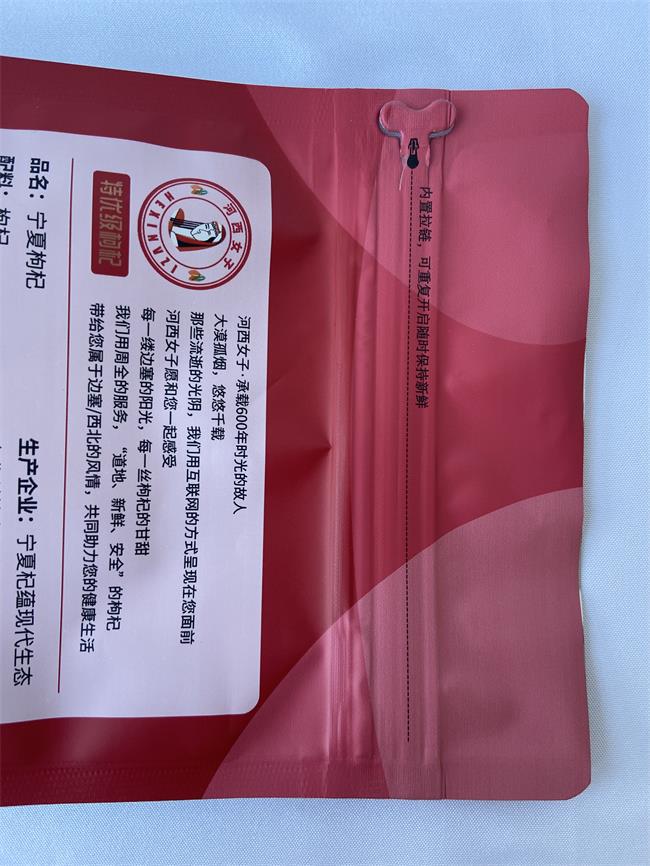 内置拉链，可重复开启随时保持新鲜
河西女子
HEXINVZI
特优级枸杞
河西女子·承载600年时光的故人
大漠孤烟，悠悠千载
那些流逝的光阴，我们用互联网的方式呈现在您面前
河西女子愿和您一起感受
每一缕边塞的阳光，每一丝枸杞的甘甜
我们用周全的服务，“道地、新鲜、安全”的枸杞
带给您属于边塞/西北的风情，共同助力您的健康生活
品名：宁夏枸杞
配料：枸杞
生产企业：宁夏杞蕴现代生态